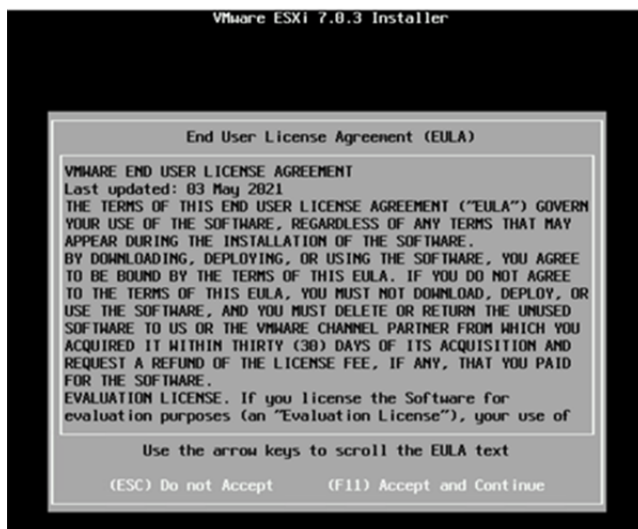 VMware ESXi 7.0.3 Installer
End User License Agreement (EULA)
VMWARE END USER LICENSE AGREEMENT
Last updated: 03 May 2021
THE TERMS OF THIS END USER LICENSE AGREEMENT ("EULA") GOVERN
YOUR USE OF THE SOFTWARE, REGARDLESS OF ANY TERMS THAT MAY
APPEAR DURING THE INSTALLATION OF THE SOFTWARE.
BY DOWNLOADING, DEPLOYING, OR USING THE SOFTWARE, YOU AGREE
TO BE BOUND BY THE TERMS OF THIS EULA. IF YOU DO NOT AGREE
TO THE TERMS OF THIS EULA, YOU MUST NOT DOWNLOAD, DEPLOY, OR
USE THE SOFTWARE, AND YOU MUST DELETE OR RETURN THE UNUSED
SOFTWARE TO US OR THE VMWARE CHANNEL PARTNER FROM WHICH YOU
ACQUIRED IT WITHIN THIRTY (30) DAYS OF ITS ACQUISITION AND
REQUEST A REFUND OF THE LICENSE FEE, IF ANY, THAT YOU PAID
FOR THE SOFTWARE.
EVALUATION LICENSE. If you license the Software for
evaluation purposes (an "Evaluation License"), your use of
Use the arrow keys to scroll the EULA text
(ESC) Do not Accept (F11) Accept and Continue